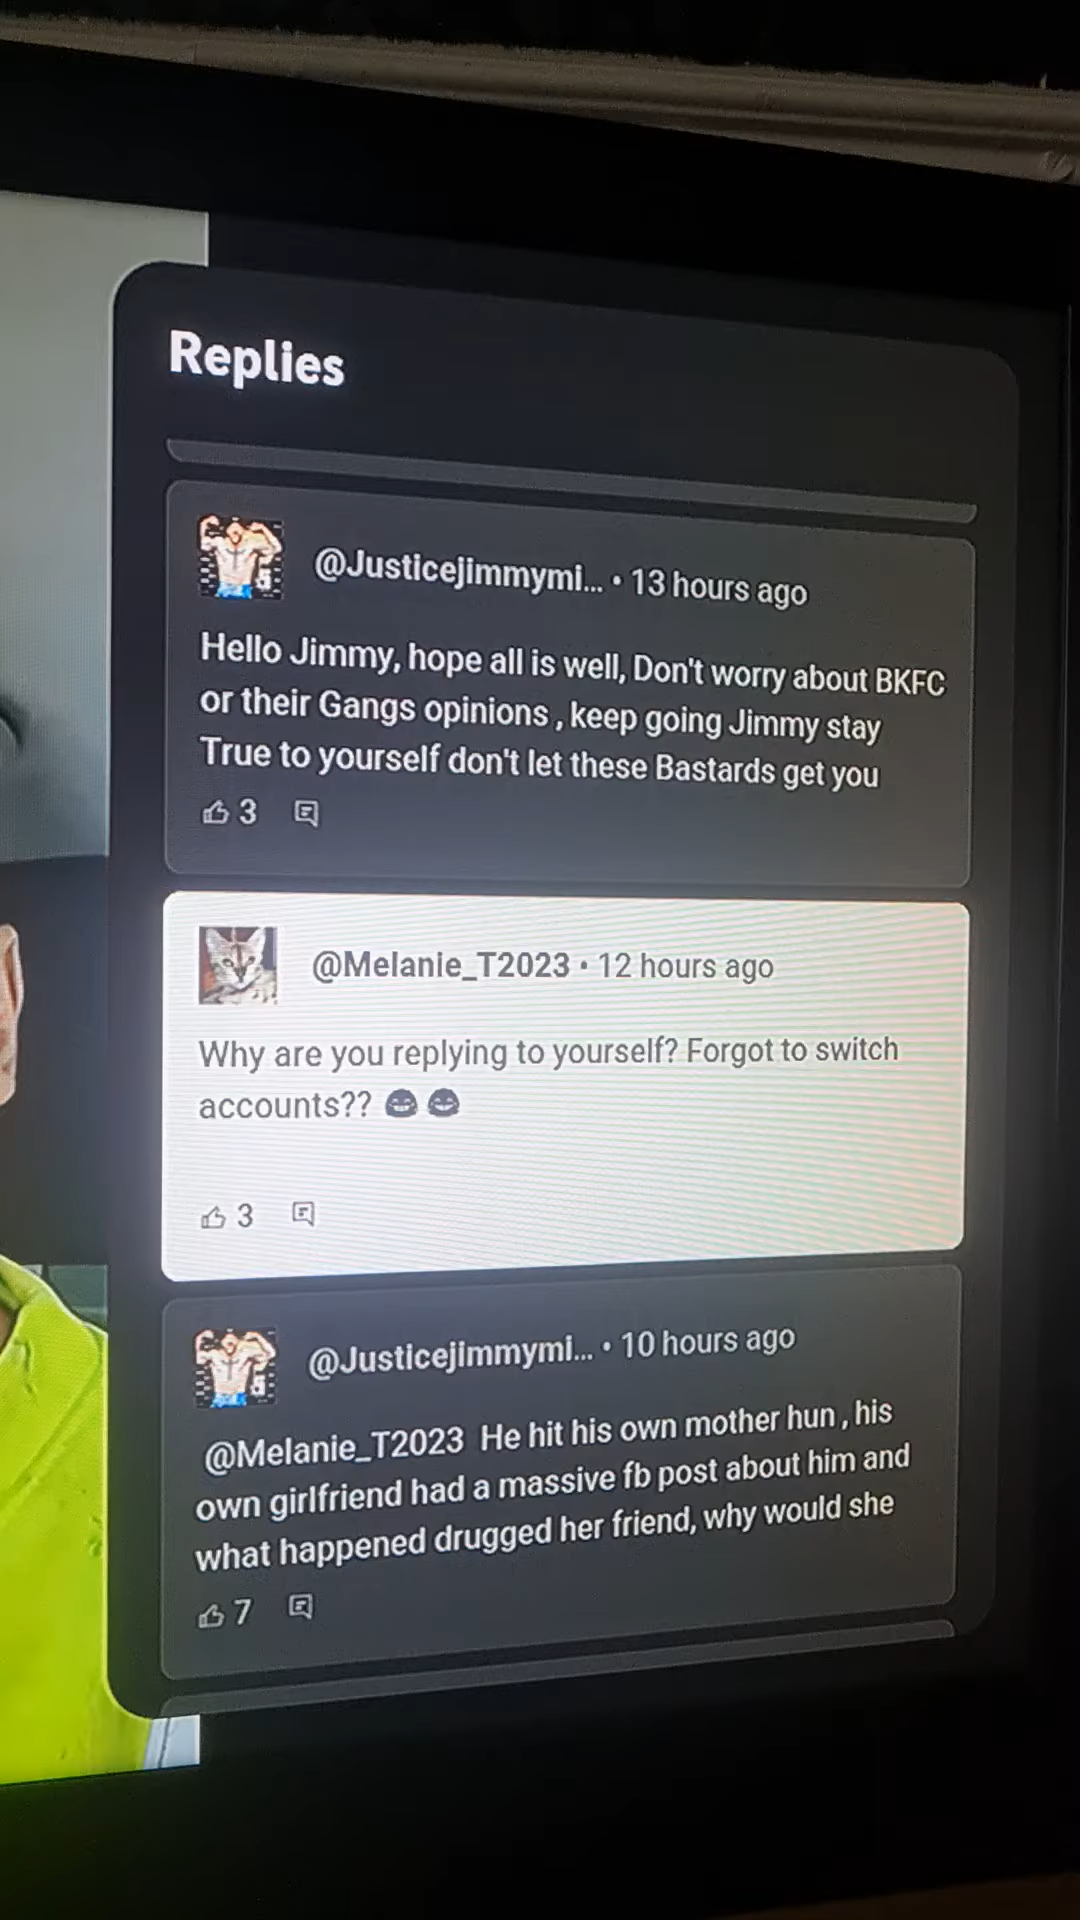 Replies
@Justicejimmymi... • 13 hours ago
Hello Jimmy, hope all is well, Don't worry about BKFC
or their Gangs opinions , keep going Jimmy stay
True to yourself don't let these Bastards get you
3
@Melanie_T2023 • 12 hours ago
Why are you replying to yourself? Forgot to switch
accounts?? 😂😂
3
@Justicejimmymi... • 10 hours ago
@Melanie_T2023 He hit his own mother hun , his
own girlfriend had a massive fb post about him and
what happened drugged her friend, why would she
7